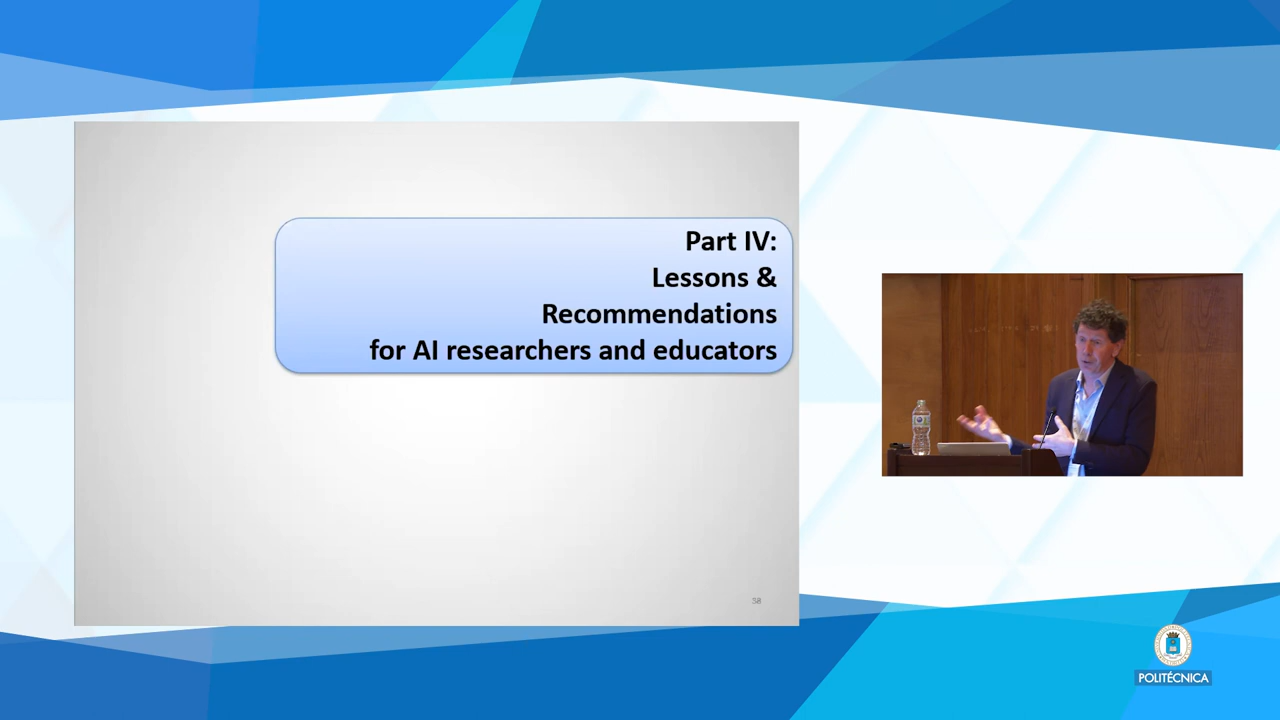 Part IV:
Lessons &
Recommendations
for AI researchers and educators
58
POLITÉCNICA